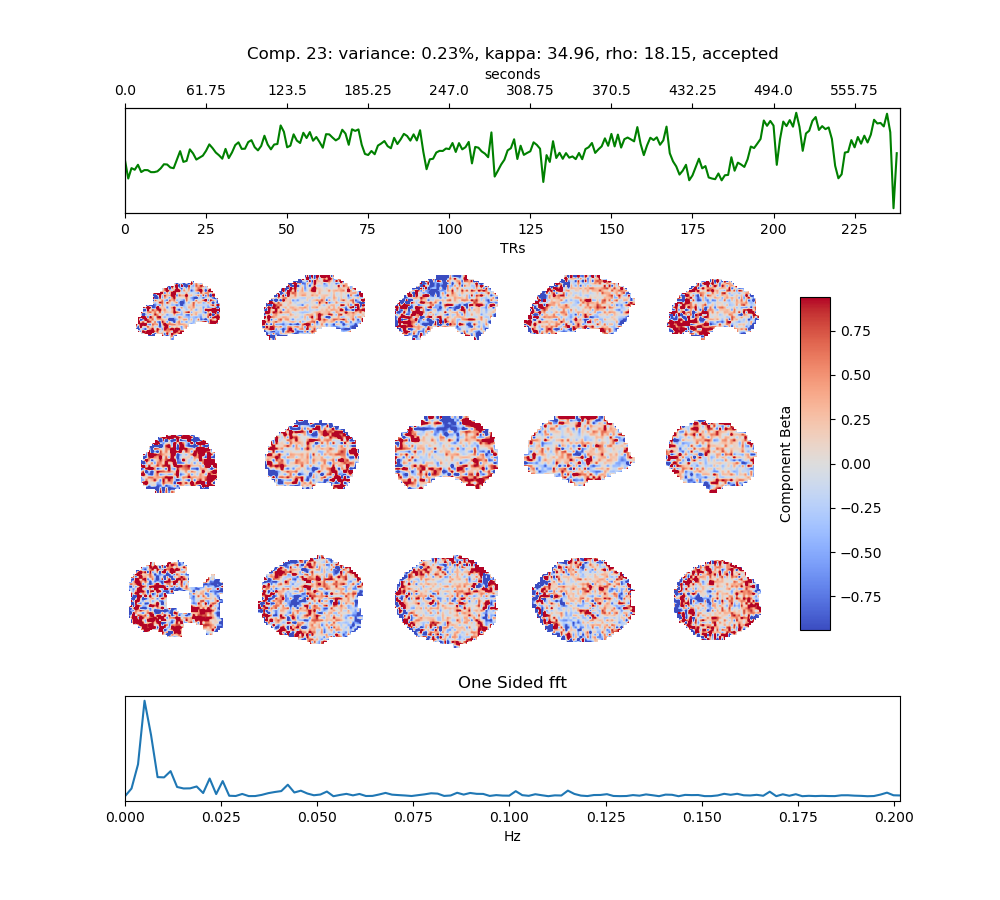 Comp. 23: variance: 0.23%, kappa: 34.96, rho: 18.15, accepted
seconds
0.0 61.75 123.5 185.25 247.0 308.75 370.5 432.25 494.0 555.75
0 25 50 75 100 125 150 175 200 225
TRs
0.75
0.50
0.25
0.00
−0.25
−0.50
−0.75
Component Beta
One Sided fft
0.000 0.025 0.050 0.075 0.100 0.125 0.150 0.175 0.200
Hz